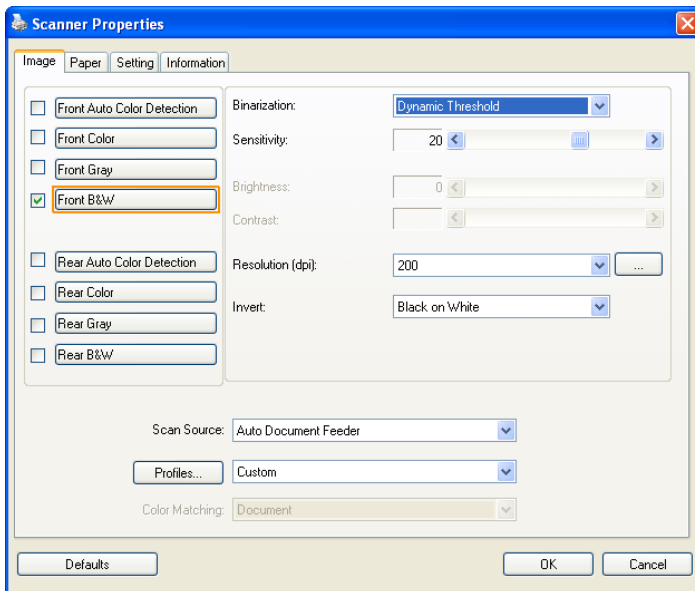 Scanner Properties
Image Paper Setting Information
Front Auto Color Detection
Front Color
Front Gray
Front B&W
Rear Auto Color Detection
Rear Color
Rear Gray
Rear B&W
Binarization: Dynamic Threshold
Sensitivity: 20
Brightness: 0
Contrast:
Resolution (dpi): 200 ...
Invert: Black on White
Scan Source: Auto Document Feeder
Profiles... Custom
Color Matching: Document
Defaults OK Cancel